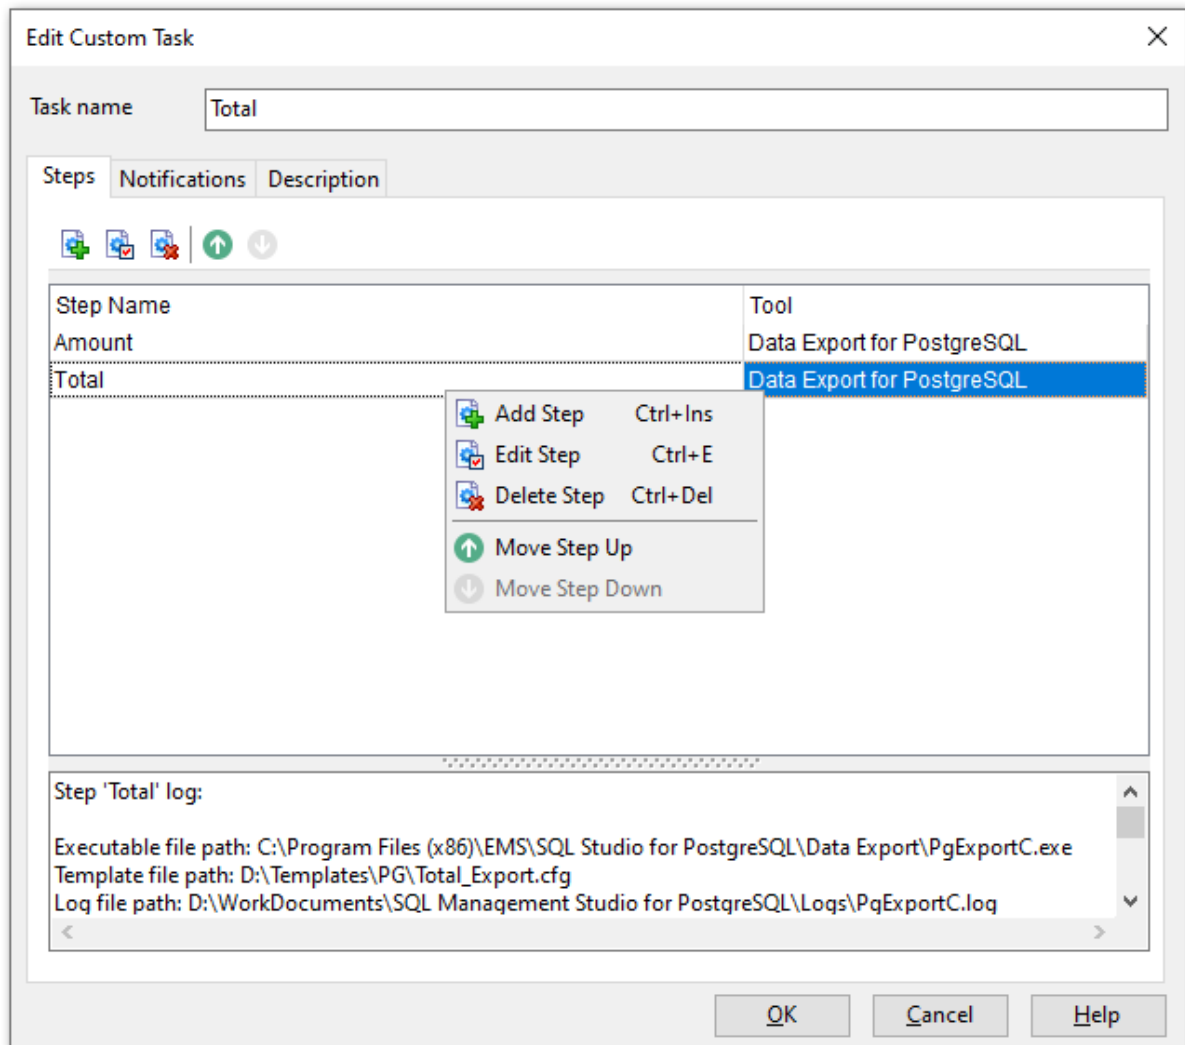 Edit Custom Task
Task name
Total
Steps Notifications Description
Step Name Tool
Amount Data Export for PostgreSQL
Total Data Export for PostgreSQL
Add Step Ctrl+Ins
Edit Step Ctrl+E
Delete Step Ctrl+Del
Move Step Up
Move Step Down
Step 'Total' log:
Executable file path: C:\Program Files (x86)\EMS\SQL Studio for PostgreSQL\Data Export\PgExportC.exe
Template file path: D:\Templates\PG\Total_Export.cfg
Log file path: D:\WorkDocuments\SQL Management Studio for PostgreSQL\Logs\PgExportC.log
OK Cancel Help